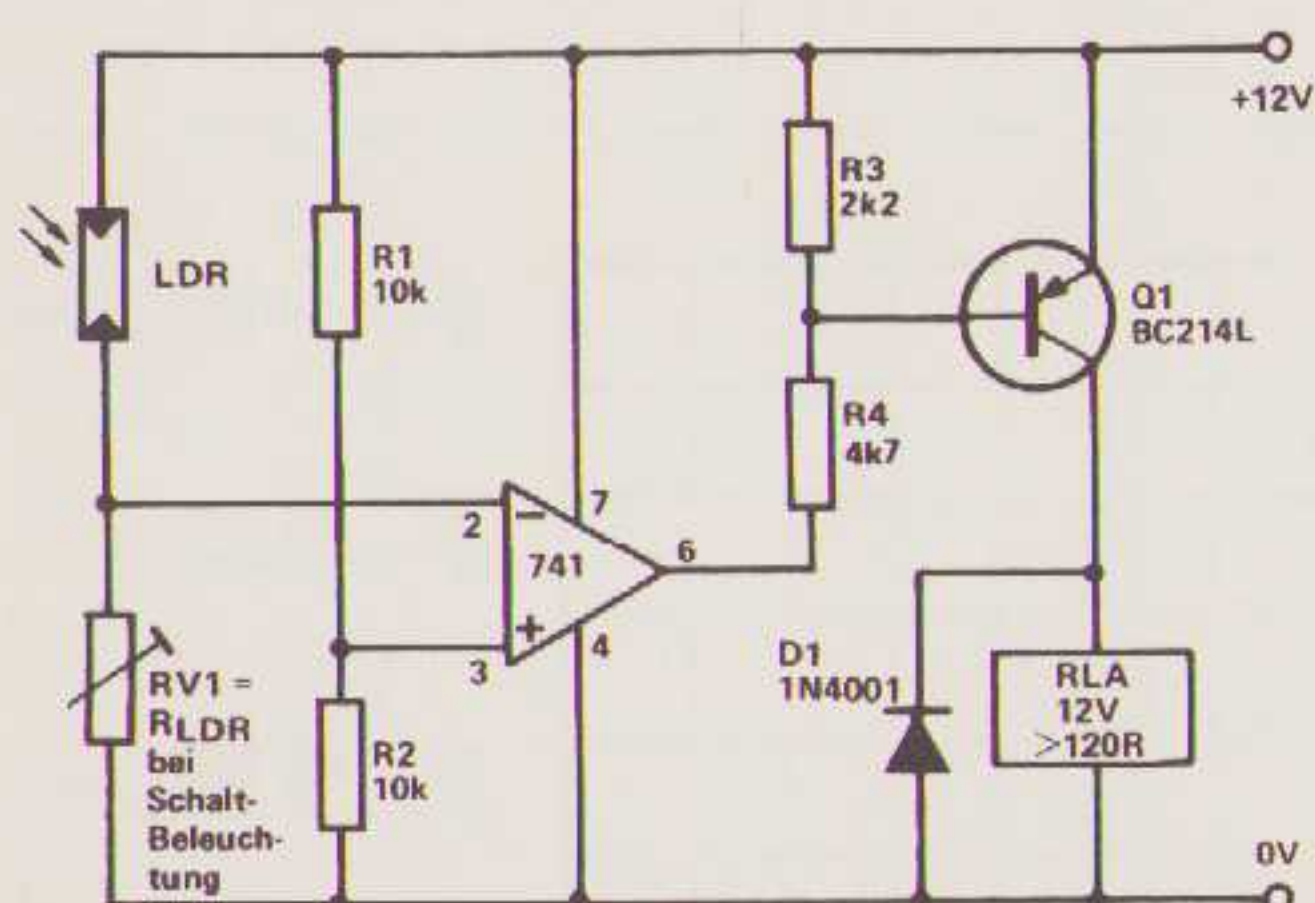 +12V
R3
2k2
LDR
R1
10k
Q1
BC214L
R4
4k7
2
7
741
6
3
4
RV1 =
RLDR
bei
Schalt-
Beleuch-
tung
R2
10k
D1
1N4001
RLA
12V
>120R
0V